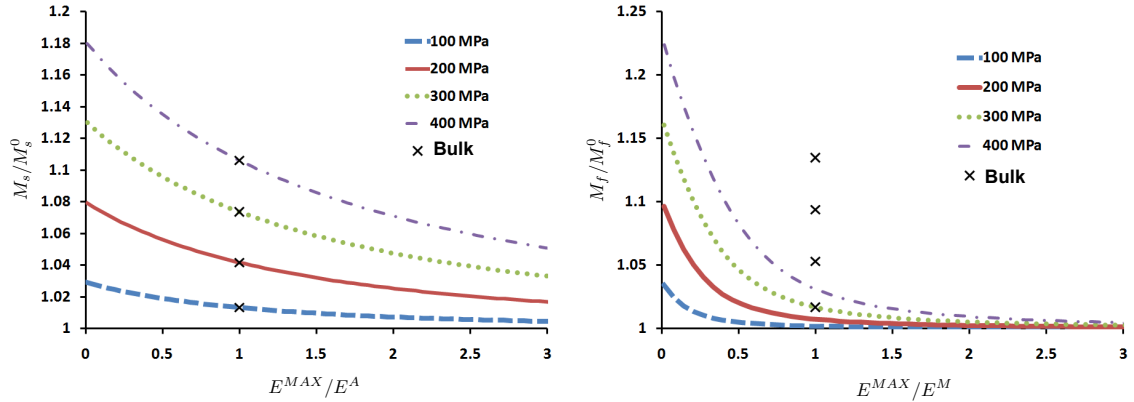 1.2
1.18
1.16
1.14
1.12
1.1
1.08
1.06
1.04
1.02
1
M_s/M_s^0
0 0.5 1 1.5 2 2.5 3
E^{MAX}/E^A
100 MPa
200 MPa
300 MPa
400 MPa
Bulk
1.25
1.2
1.15
1.1
1.05
1
M_f/M_f^0
0 0.5 1 1.5 2 2.5 3
E^{MAX}/E^M
100 MPa
200 MPa
300 MPa
400 MPa
Bulk